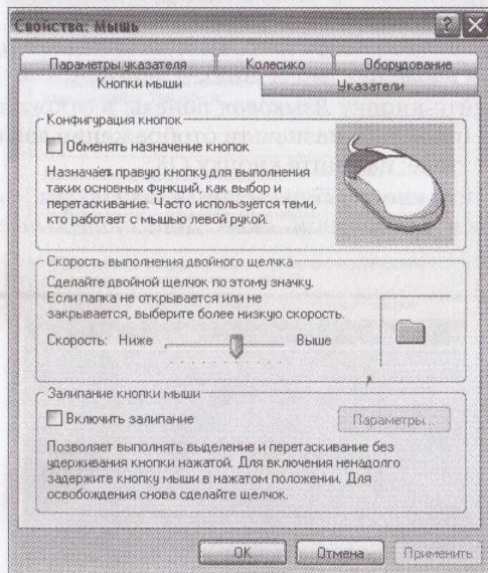 Свойства: Мышь
Параметры указателя
Колесико
Оборудование
Кнопки мыши
Указатели
Конфигурация кнопок
Обменять назначение кнопок
Назначает правую кнопку для выполнения
таких основных функций, как выбор и
перетаскивание. Часто используется теми,
кто работает с мышью левой рукой.
Скорость выполнения двойного щелчка
Сделайте двойной щелчок по этому значку.
Если папка не открывается или не
закрывается, выберите более низкую скорость.
Скорость: Ниже Выше
Залипание кнопки мыши
Включить залипание
Параметры...
Позволяет выполнять выделение и перетаскивание без
удерживания кнопки нажатой. Для включения ненадолго
задержите кнопку мыши в нажатом положении. Для
освобождения снова сделайте щелчок.
OK Отмена Применить